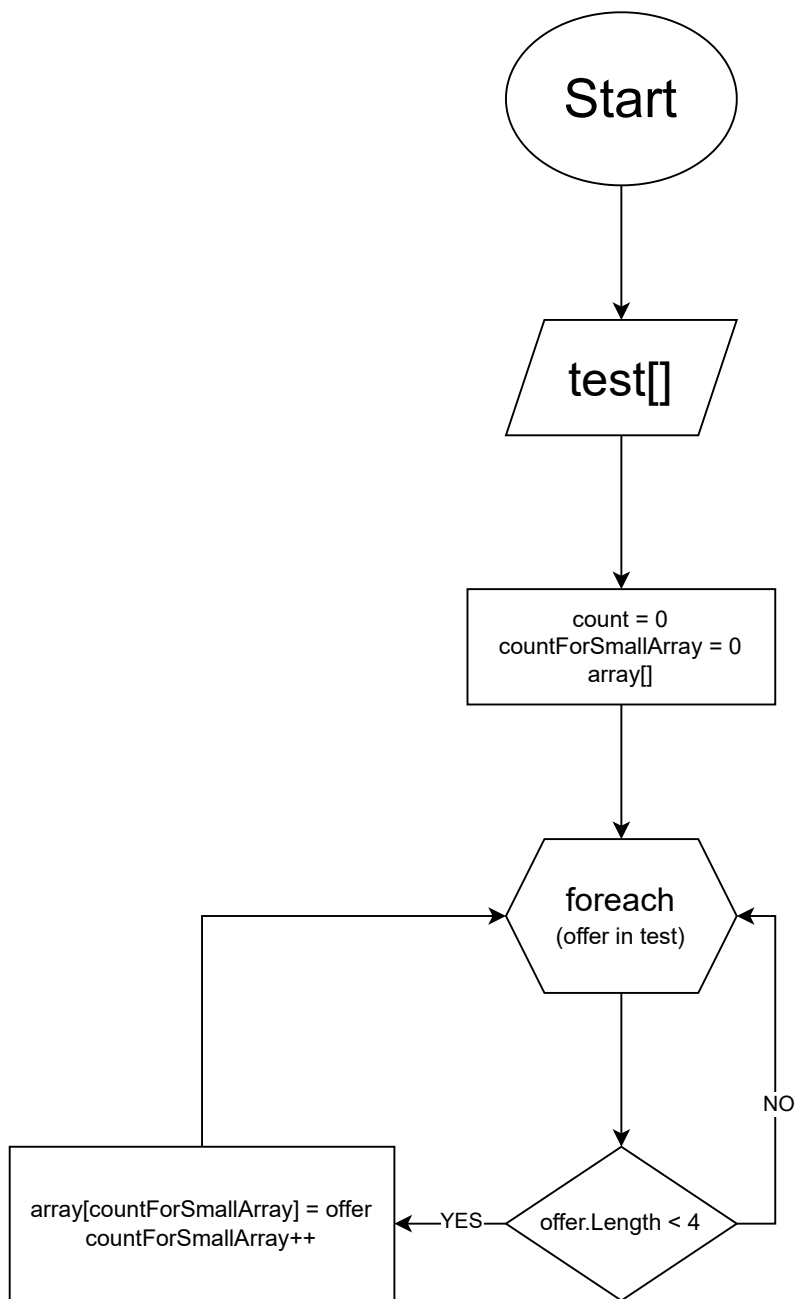 Start
test[]
count = 0
countForSmallArray = 0
array[]
foreach
(offer in test)
NO
array[countForSmallArray] = offer
countForSmallArray++
YES
offer.Length < 4